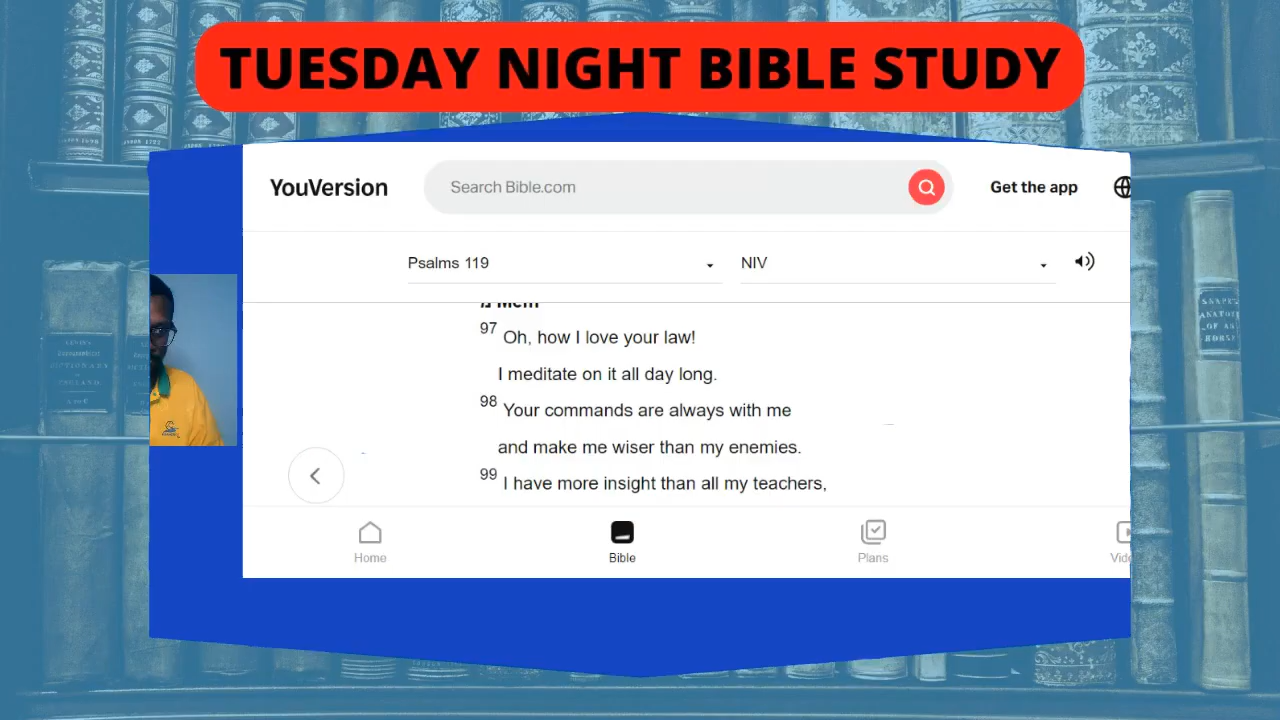 TUESDAY NIGHT BIBLE STUDY
YouVersion
Search Bible.com
Get the app
Psalms 119
NIV
97 Oh, how I love your law!
I meditate on it all day long.
98 Your commands are always with me
and make me wiser than my enemies.
99 I have more insight than all my teachers,
Home
Bible
Plans